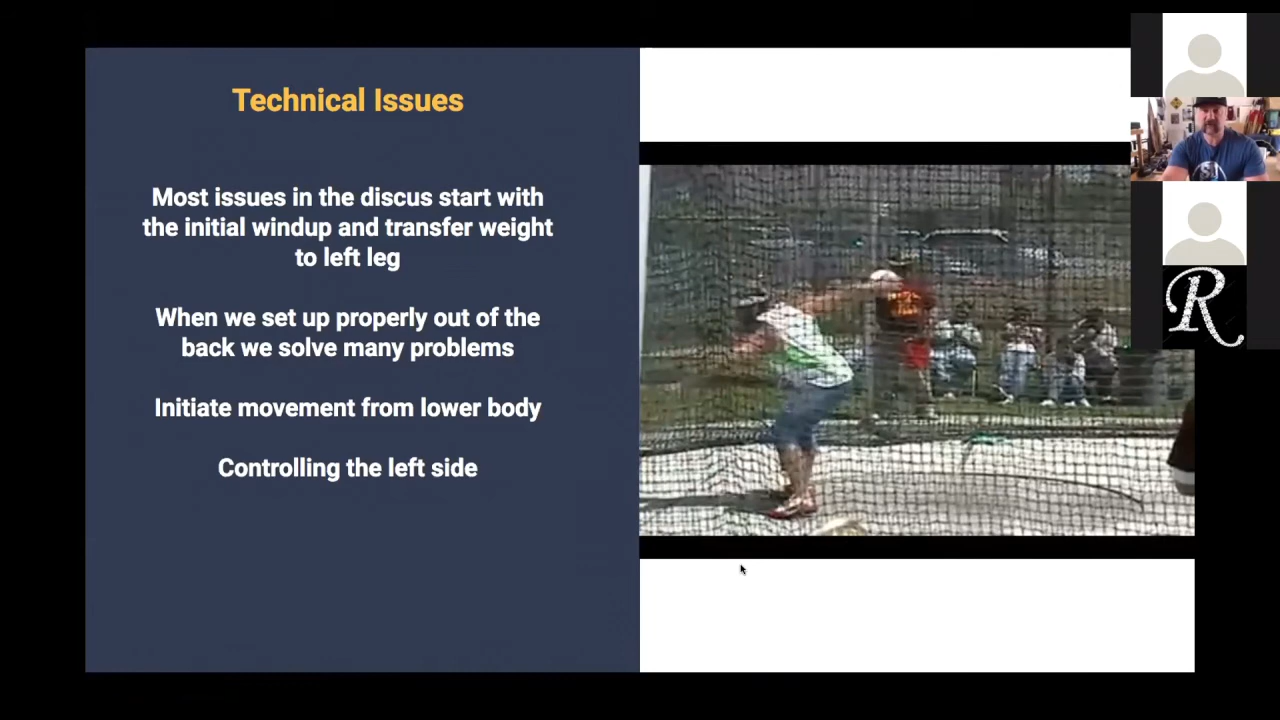 Technical Issues
Most issues in the discus start with
the initial windup and transfer weight
to left leg
When we set up properly out of the
back we solve many problems
Initiate movement from lower body
Controlling the left side
R